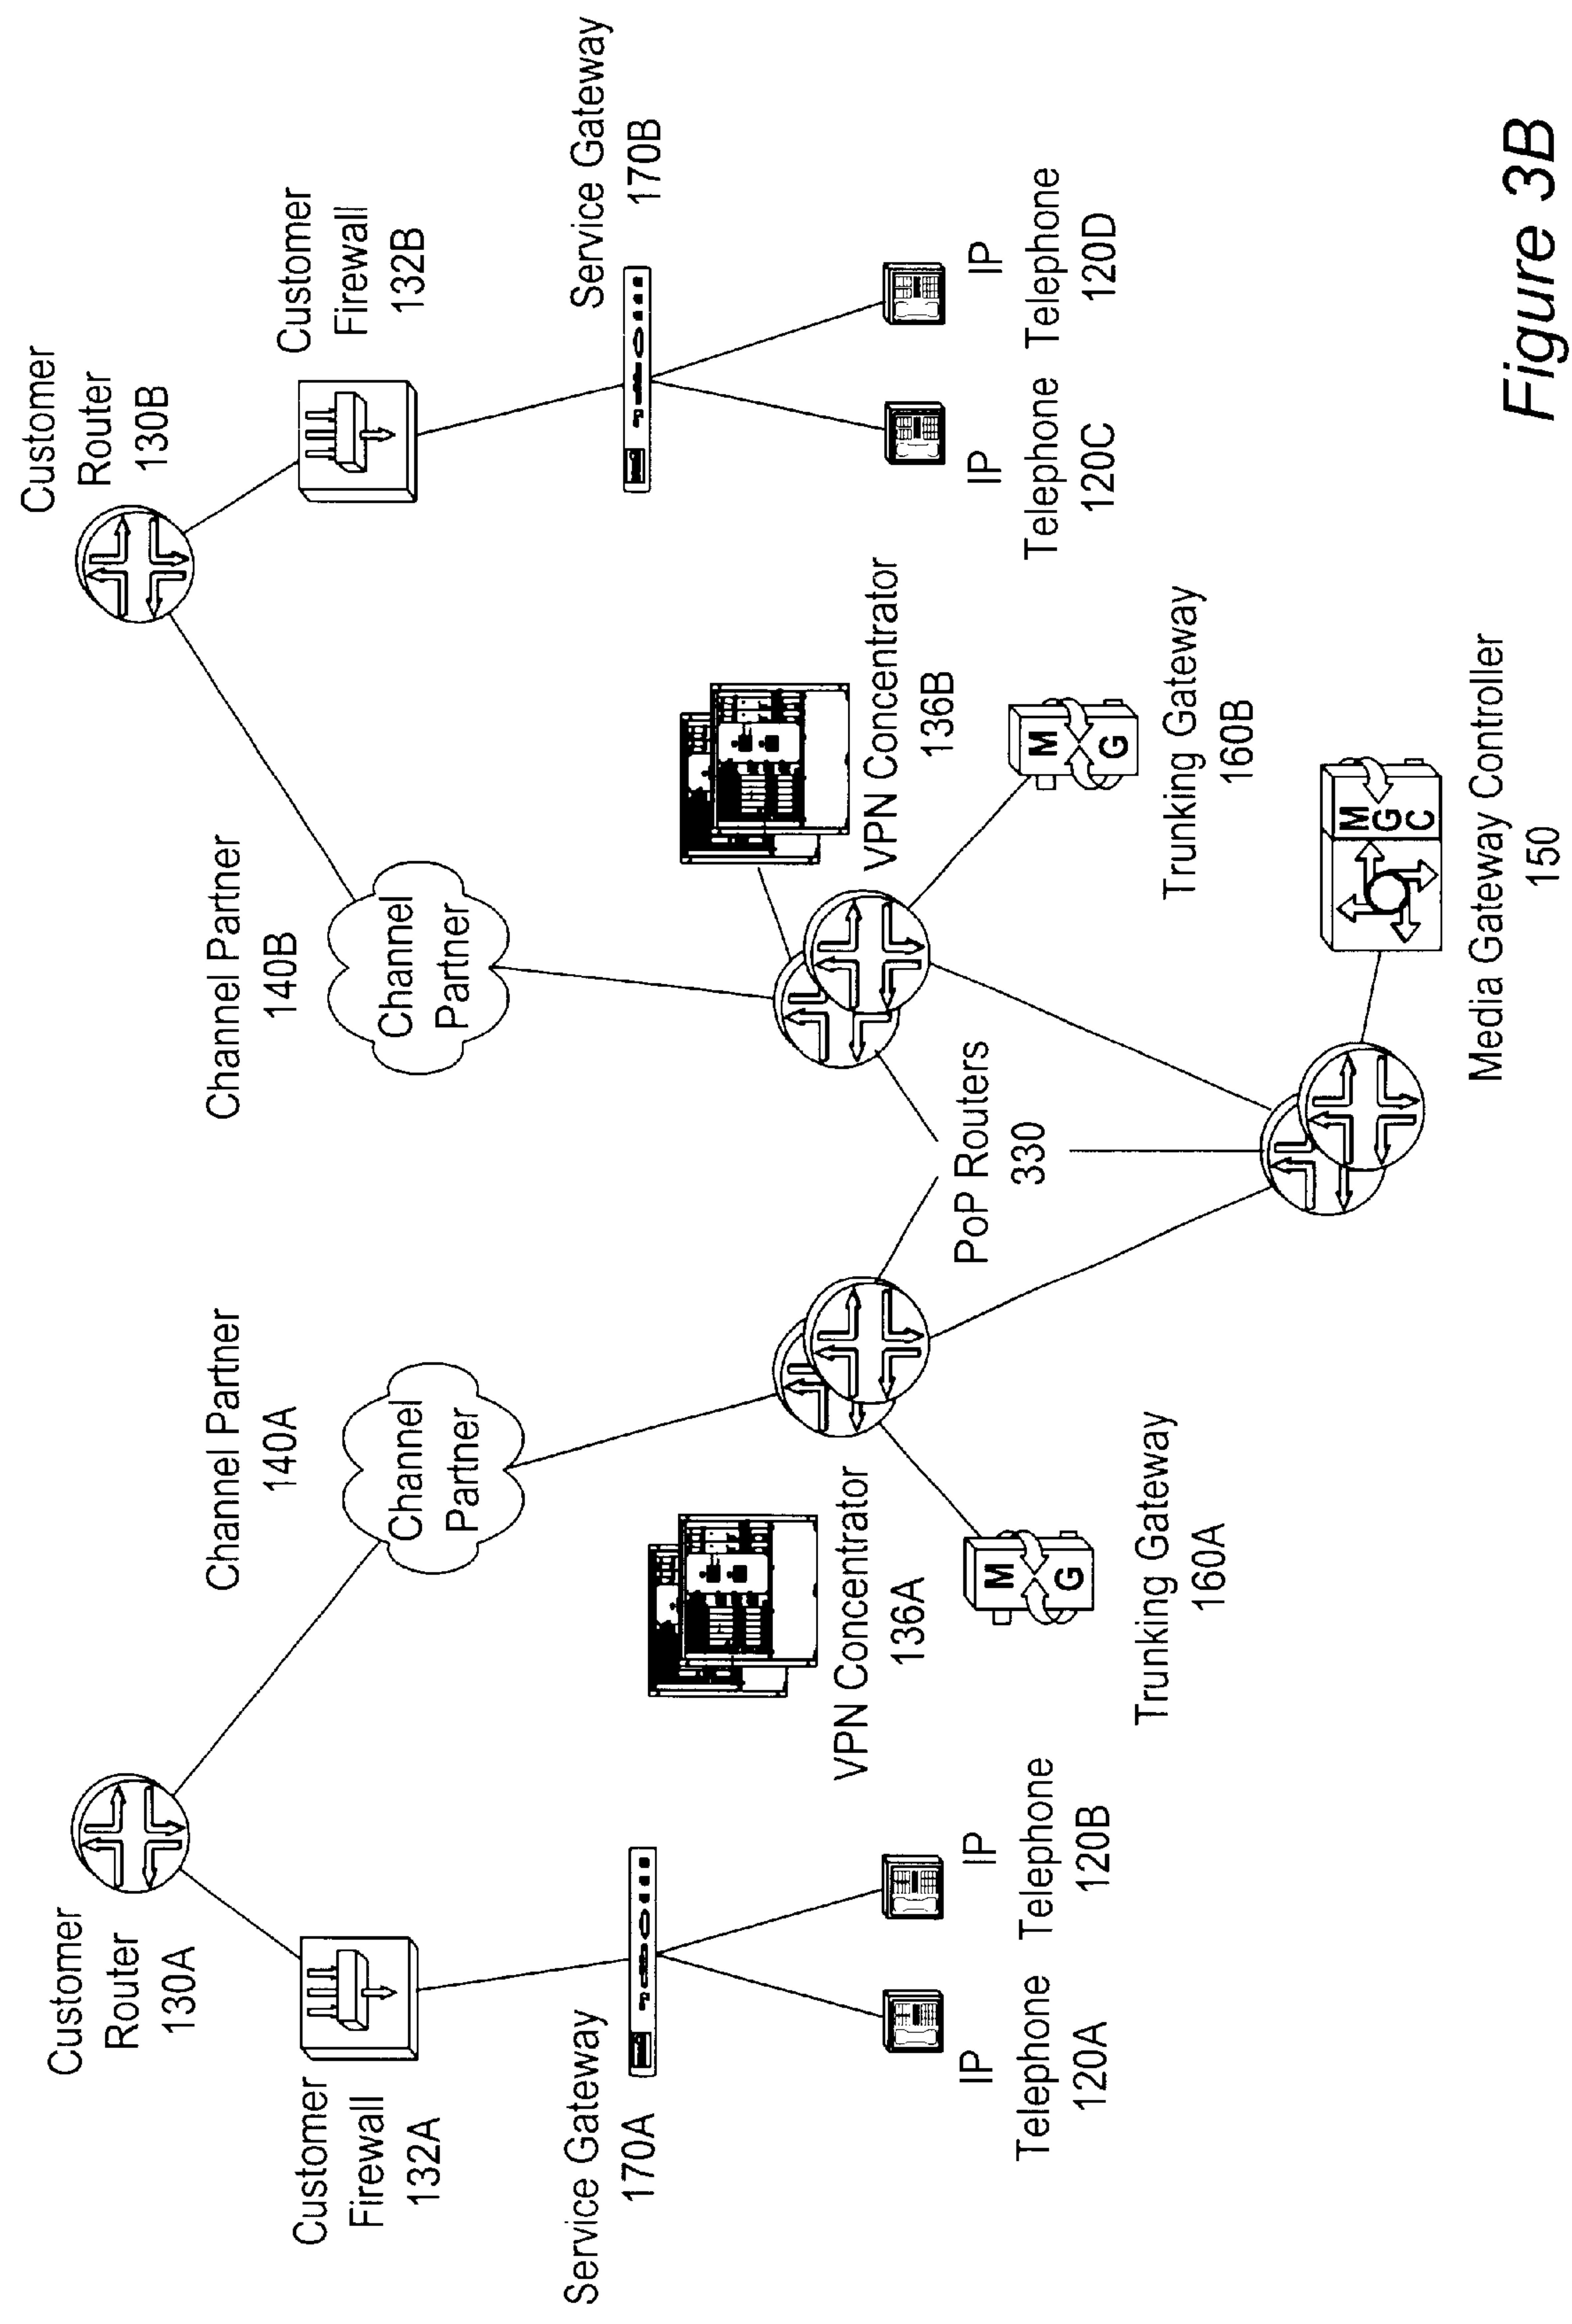 Customer
Router
130A
Customer
Firewall
132A
Service Gateway
170A
IP
Telephone
120A
IP
Telephone
120B
Channel Partner
140A
Channel
Partner
VPN Concentrator
136A
M
G
Trunking Gateway
160A
PoP Routers
330
Channel Partner
140B
Channel
Partner
VPN Concentrator
136B
M
G
Trunking Gateway
160B
M
G
C
Media Gateway Controller
150
Customer
Router
130B
Customer
Firewall
132B
Service Gateway
170B
IP
Telephone
120C
IP
Telephone
120D
Figure 3B